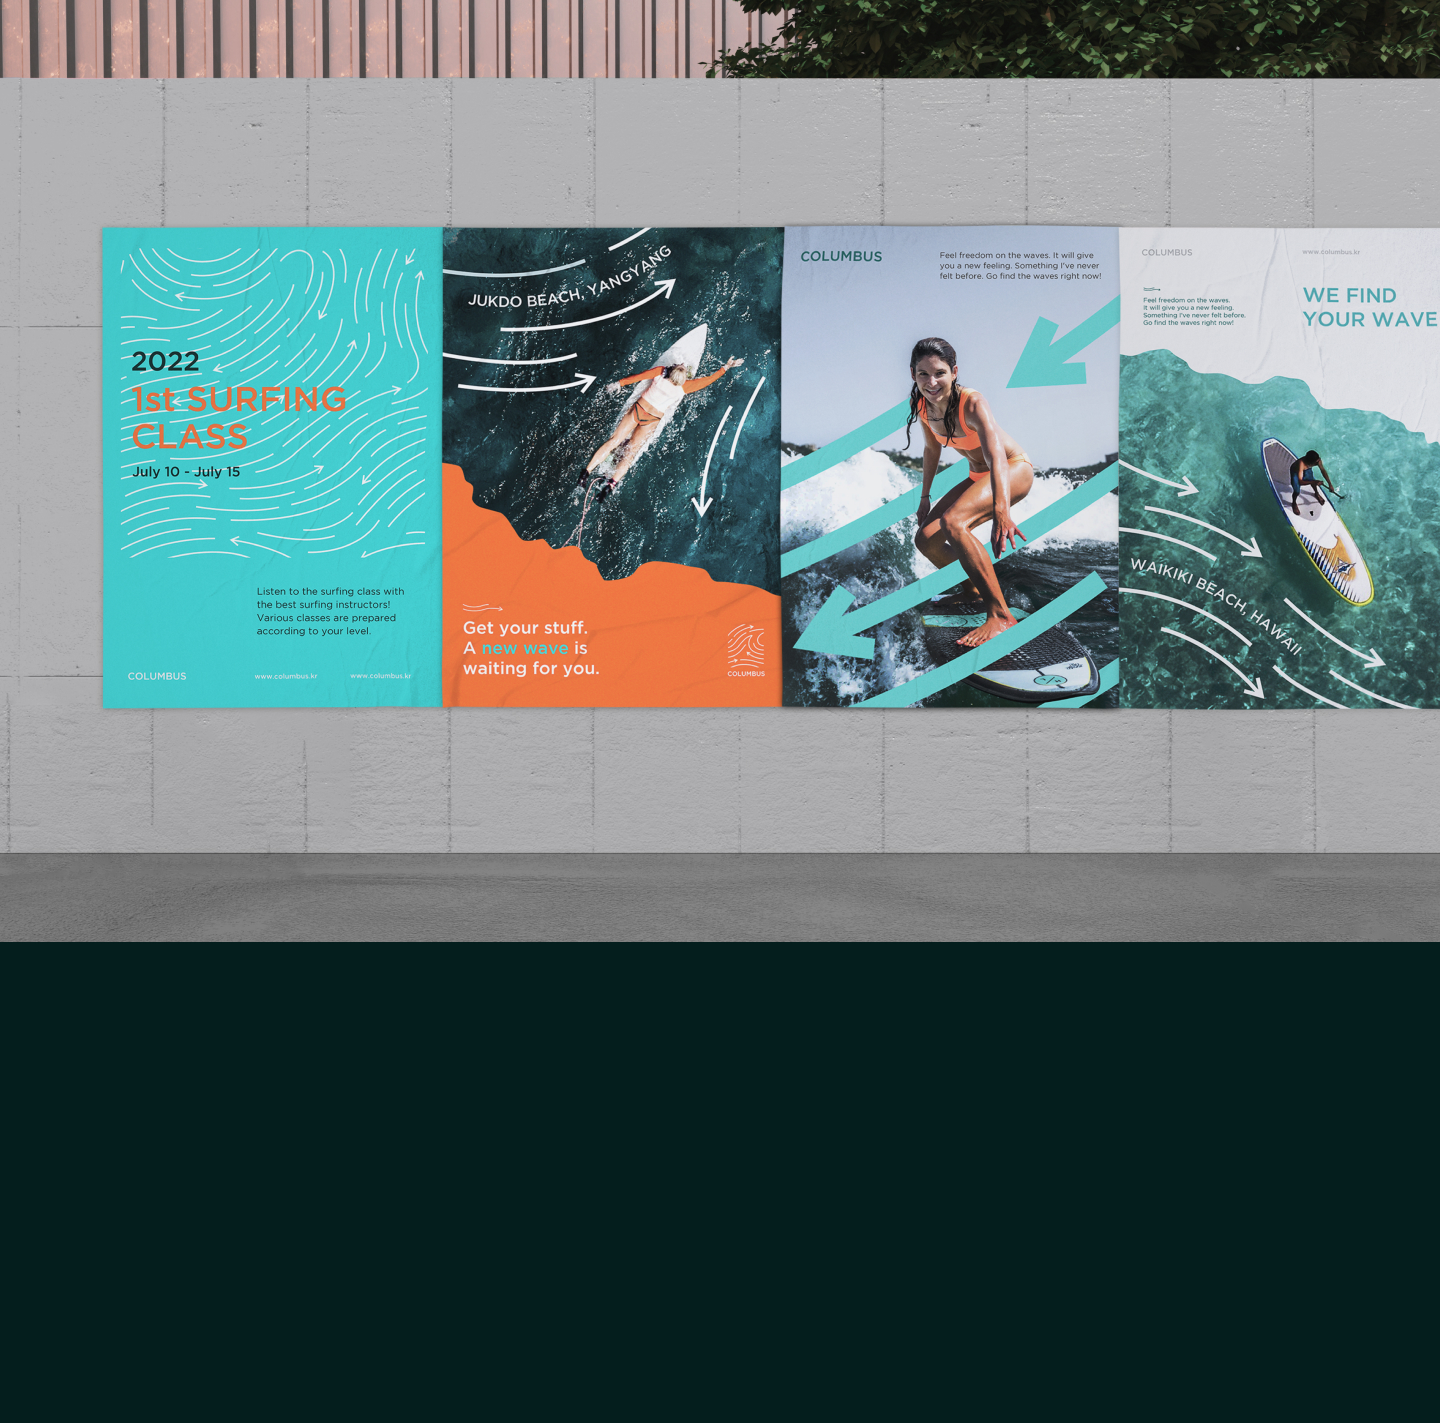 2022
1st SURFING
CLASS
July 10 - July 15
Listen to the surfing class with
the best surfing instructors!
Various classes are prepared
according to your level.
COLUMBUS
www.columbus.kr
www.columbus.kr
JUKDO BEACH, YANGYANG
Get your stuff.
A new wave is
waiting for you.
COLUMBUS
COLUMBUS
Feel freedom on the waves. It will give
you a new feeling. Something I've never
felt before. Go find the waves right now!
COLUMBUS
www.columbus.kr
Feel freedom on the waves.
It will give you a new feeling.
Something I've never felt before.
Go find the waves right now!
WE FIND
YOUR WAVE
WAIKIKI BEACH, HAWAII